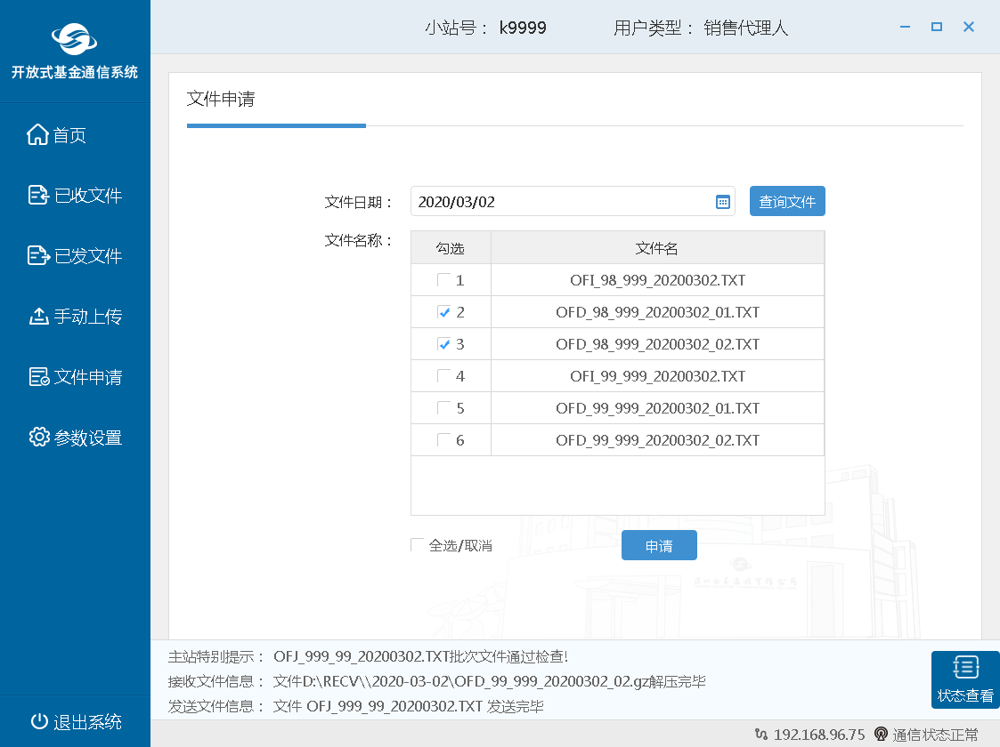 小站号： k9999 用户类型： 销售代理人
开放式基金通信系统
首页
已收文件
已发文件
手动上传
文件申请
参数设置
退出系统
文件申请
文件日期： 2020/03/02 查询文件
文件名称： 勾选 文件名
1 OFI_98_999_20200302.TXT
2 OFD_98_999_20200302_01.TXT
3 OFD_98_999_20200302_02.TXT
4 OFI_99_999_20200302.TXT
5 OFD_99_999_20200302_01.TXT
6 OFD_99_999_20200302_02.TXT
全选/取消 申请
主站特别提示： OFJ_999_99_20200302.TXT批次文件通过检查!
接收文件信息： 文件D:\RECV\\2020-03-02\OFD_99_999_20200302_02.gz解压完毕
发送文件信息： 文件 OFJ_999_99_20200302.TXT 发送完毕
状态查看
192.168.96.75 通信状态正常